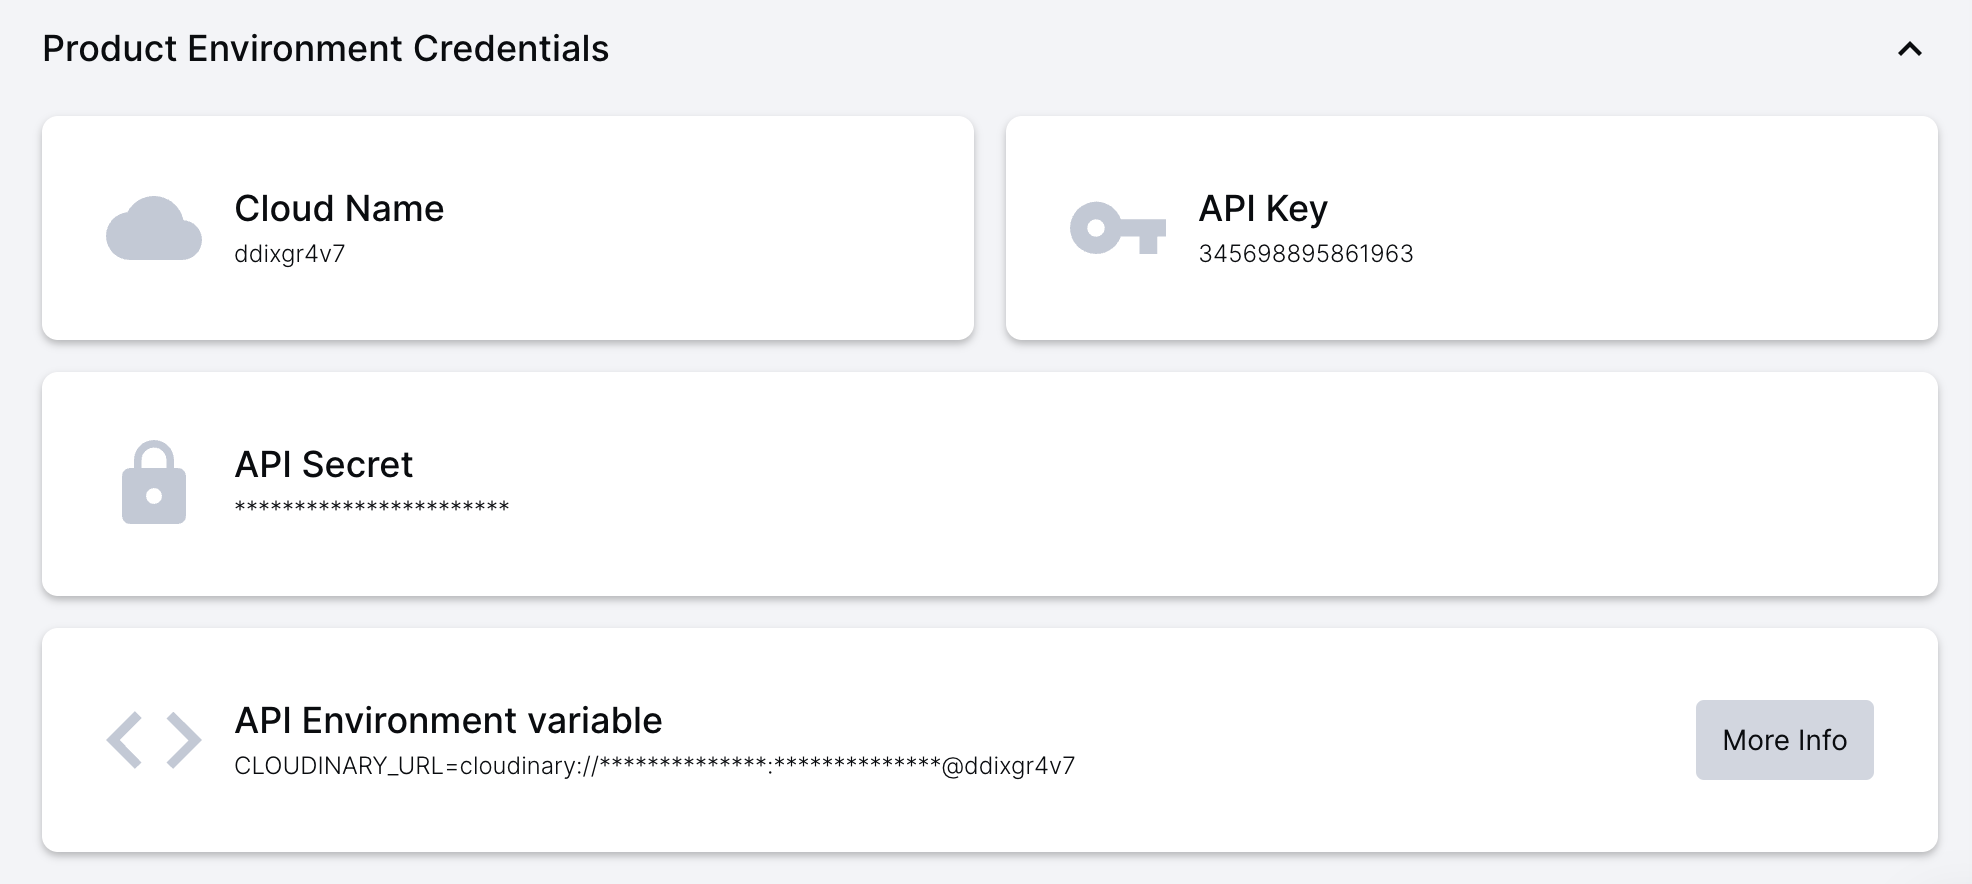 Product Environment Credentials
Cloud Name
ddixgr4v7
API Key
345698895861963
API Secret
***********************
API Environment variable
CLOUDINARY_URL=cloudinary://**************:**************@ddixgr4v7
More Info